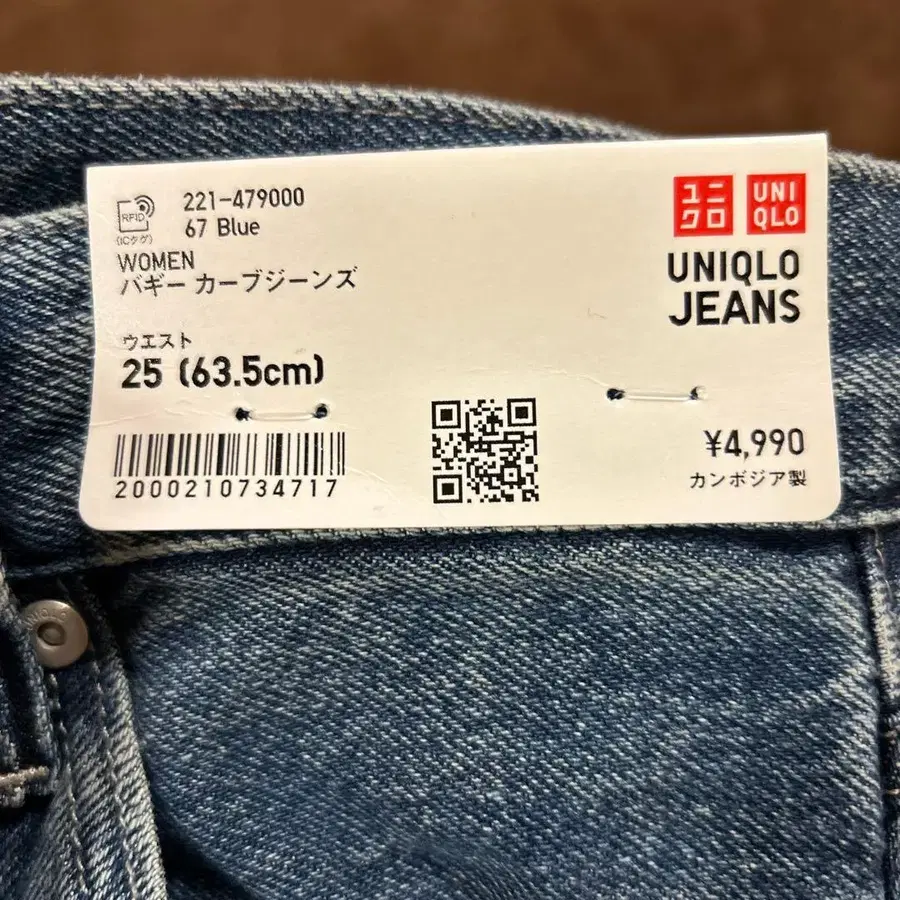 RFID
(ICタグ)
221-479000
67 Blue
WOMEN
バギー カーブジーンズ
ウエスト
25 (63.5cm)
2000210734717
ユニ
クロ
UNI
QLO
UNIQLO
JEANS
¥4,990
カンボジア製